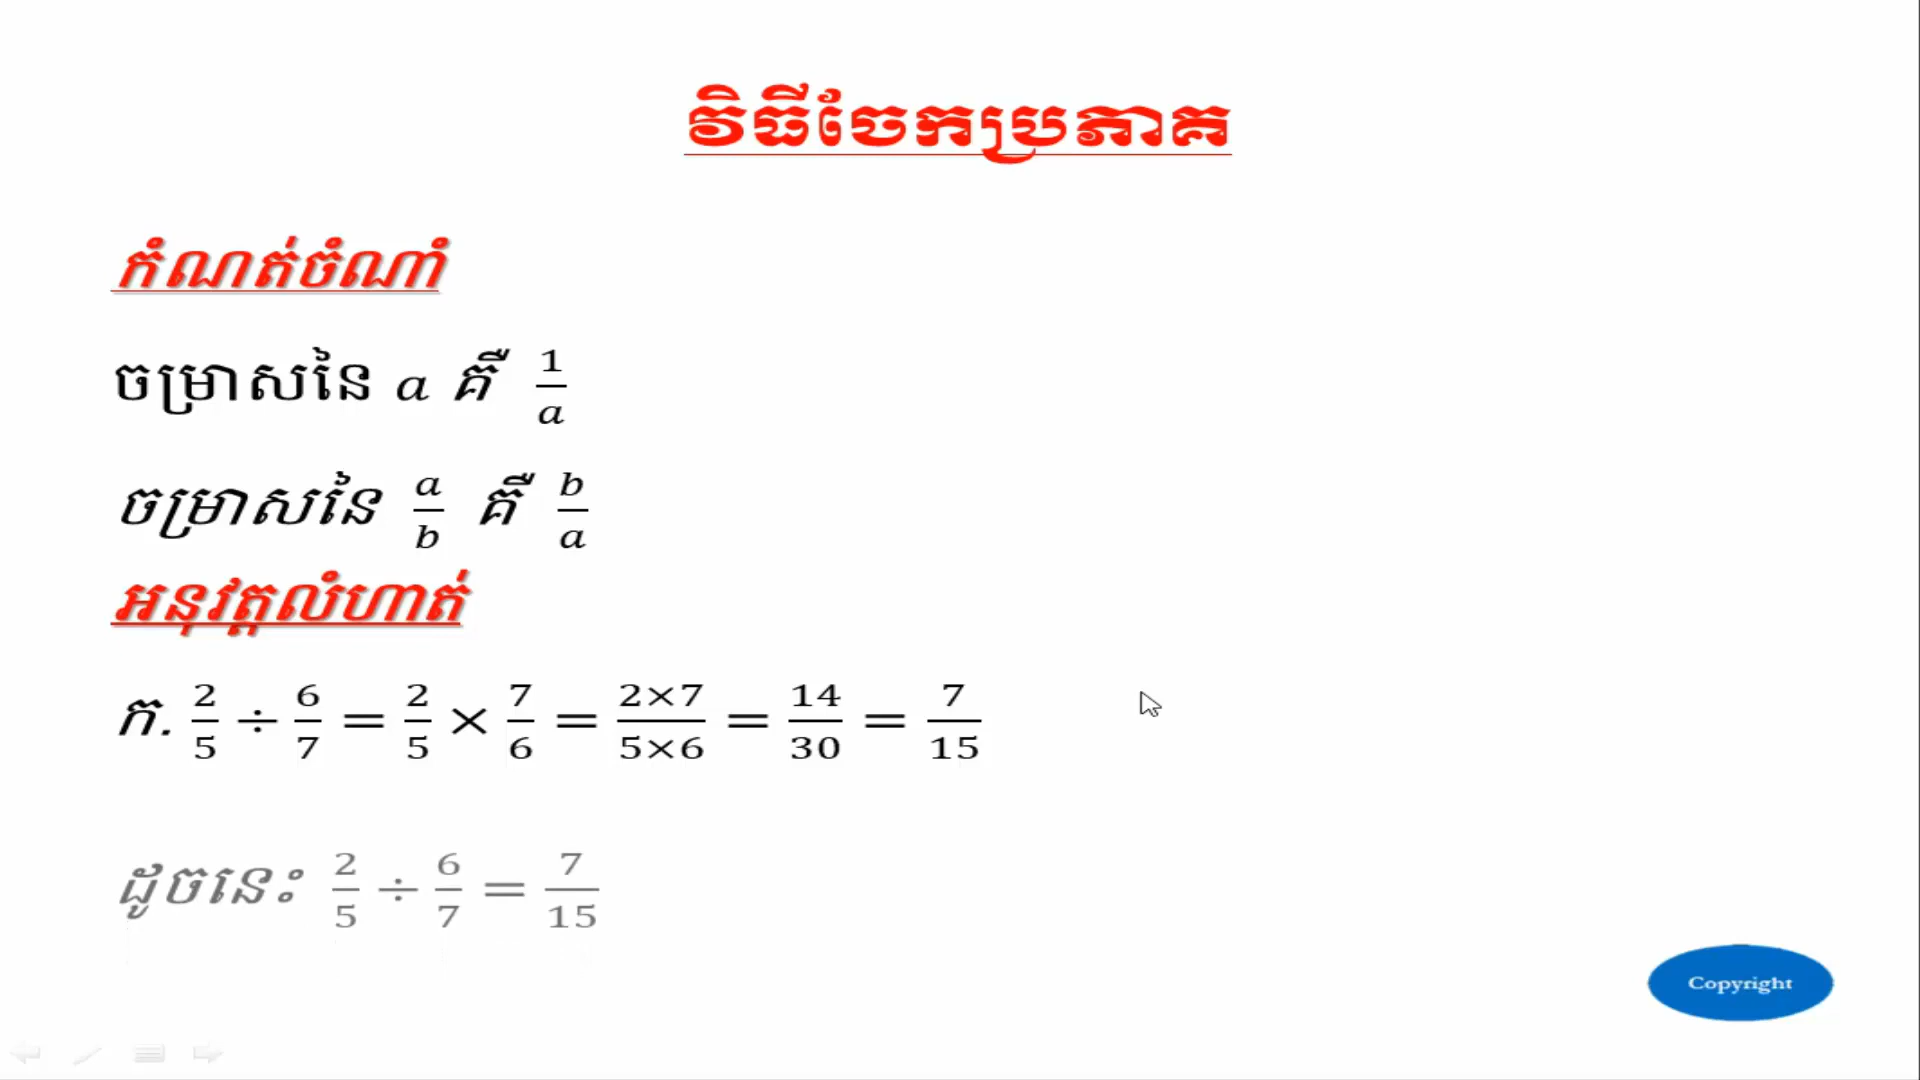 វិធីចែកប្រភាគ
កំណត់ចំណាំ
ចម្រាសនៃ a គឺ 1/a
ចម្រាសនៃ a/b គឺ b/a
អនុវត្តលំហាត់
ក. 2/5 ÷ 6/7 = 2/5 × 7/6 = 2×7/5×6 = 14/30 = 7/15
ដូចនេះ 2/5 ÷ 6/7 = 7/15
Copyright